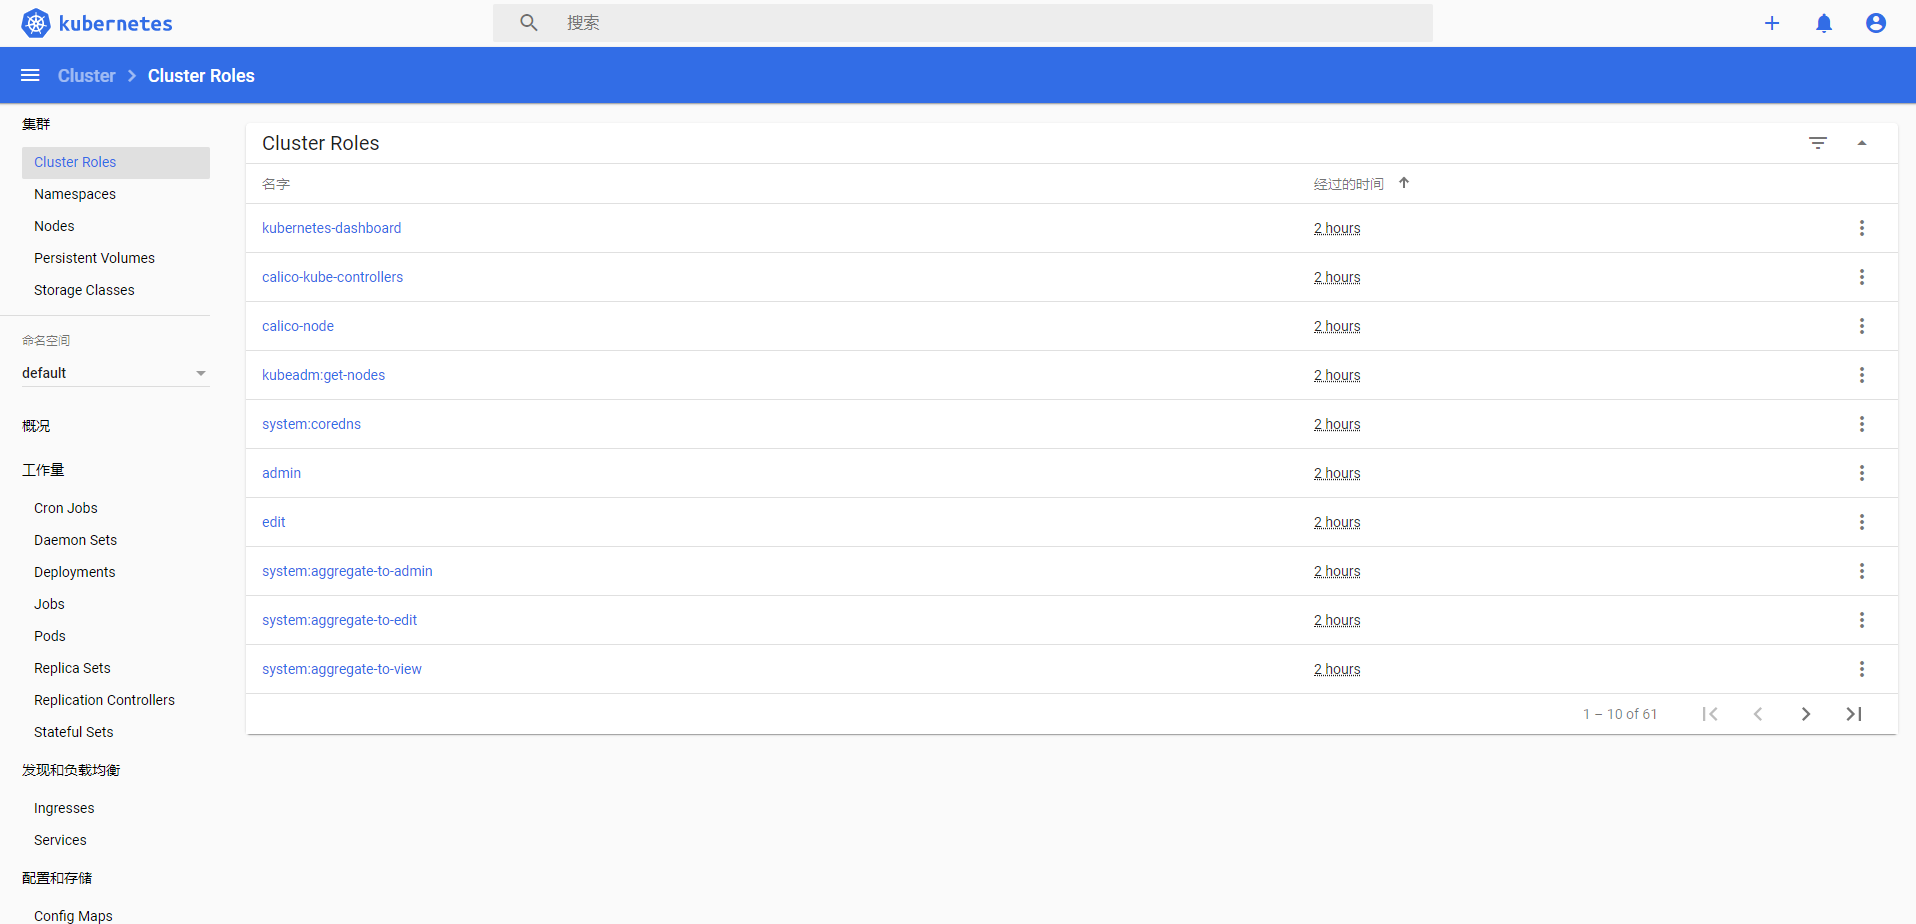 kubernetes
搜索
Cluster
Cluster Roles
集群
Cluster Roles
Namespaces
Nodes
Persistent Volumes
Storage Classes
命名空间
default
概况
工作量
Cron Jobs
Daemon Sets
Deployments
Jobs
Pods
Replica Sets
Replication Controllers
Stateful Sets
发现和负载均衡
Ingresses
Services
配置和存储
Config Maps
Cluster Roles
名字 经过的时间
kubernetes-dashboard 2 hours
calico-kube-controllers 2 hours
calico-node 2 hours
kubeadm:get-nodes 2 hours
system:coredns 2 hours
admin 2 hours
edit 2 hours
system:aggregate-to-admin 2 hours
system:aggregate-to-edit 2 hours
system:aggregate-to-view 2 hours
1 – 10 of 61